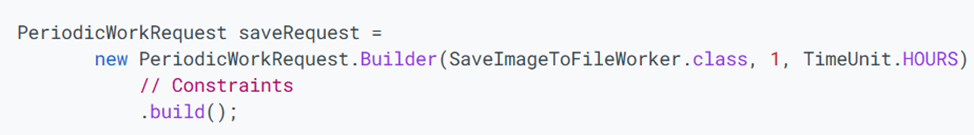 PeriodicWorkRequest saveRequest =
new PeriodicWorkRequest.Builder(SaveImageToFileWorker.class, 1, TimeUnit.HOURS)
// Constraints
.build();